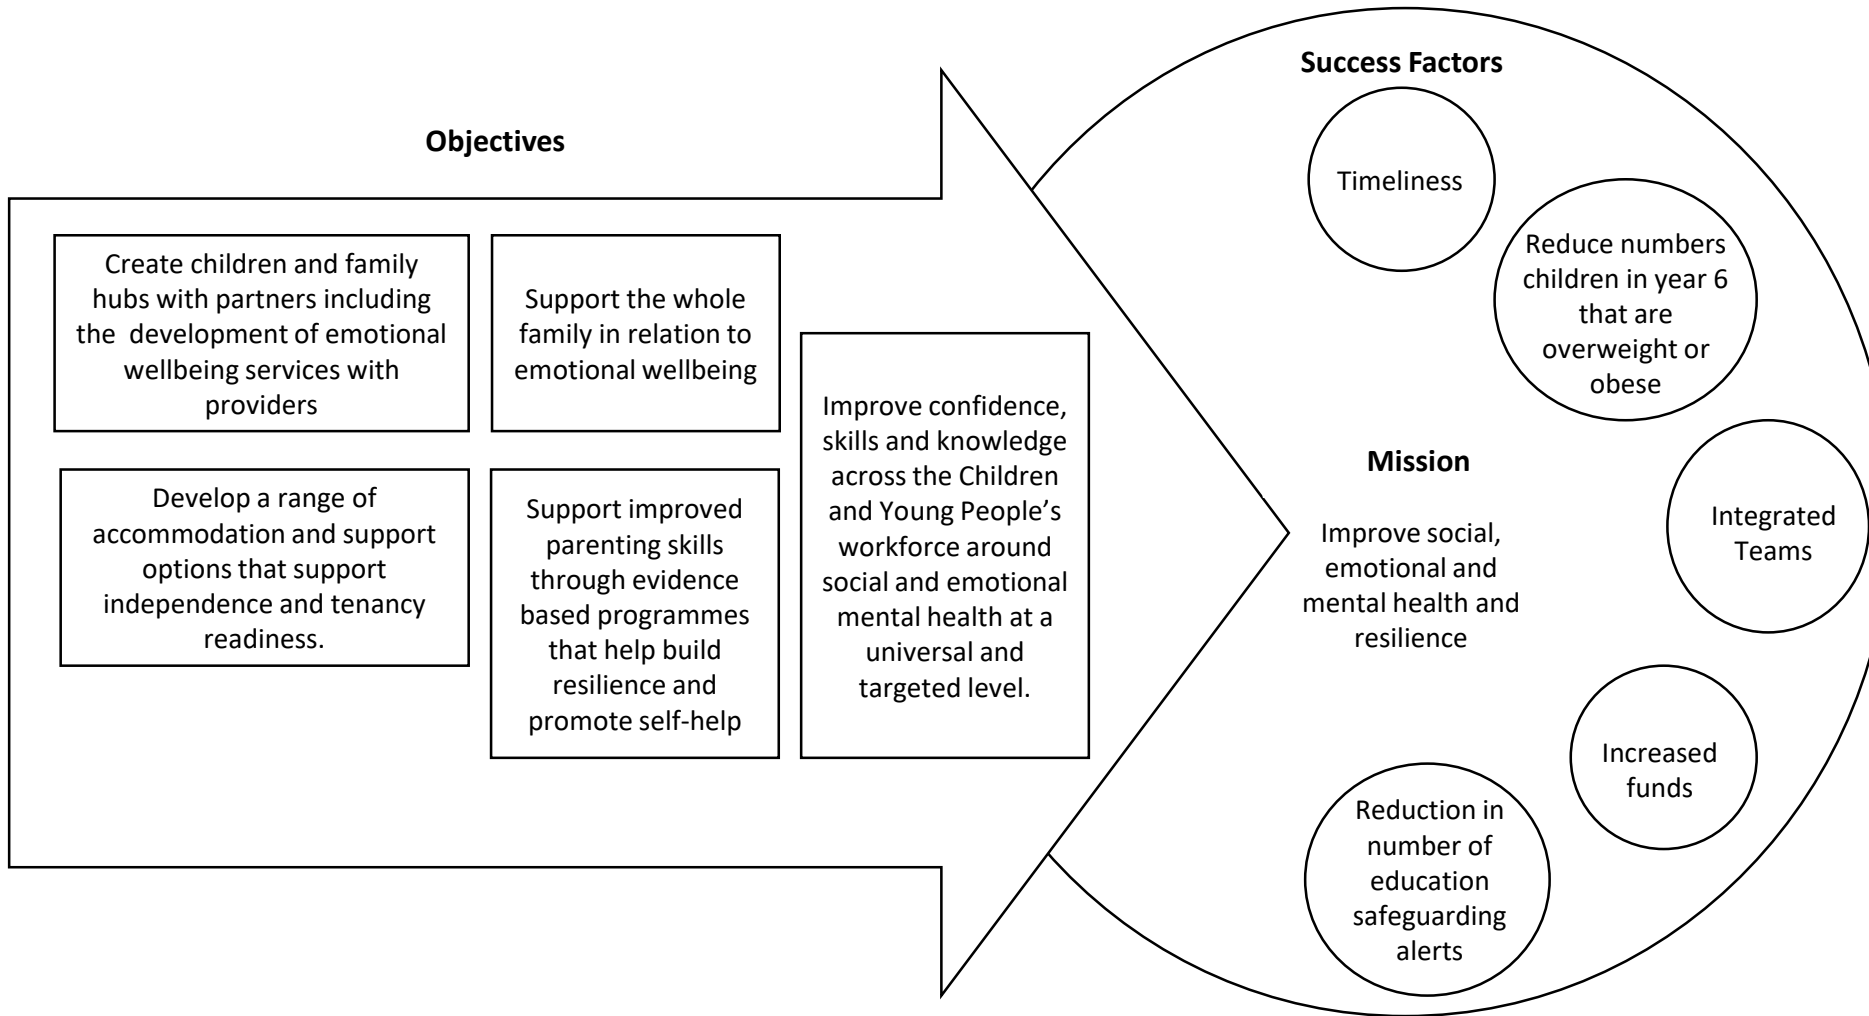 Objectives
Create children and family
hubs with partners including
the development of emotional
wellbeing services with
providers
Support the whole
family in relation to
emotional wellbeing
Develop a range of
accommodation and support
options that support
independence and tenancy
readiness.
Support improved
parenting skills
through evidence
based programmes
that help build
resilience and
promote self-help
Improve confidence,
skills and knowledge
across the Children
and Young People’s
workforce around
social and emotional
mental health at a
universal and
targeted level.
Success Factors
Timeliness
Reduce numbers
children in year 6
that are
overweight or
obese
Mission
Improve social,
emotional and
mental health and
resilience
Integrated
Teams
Increased
funds
Reduction in
number of
education
safeguarding
alerts